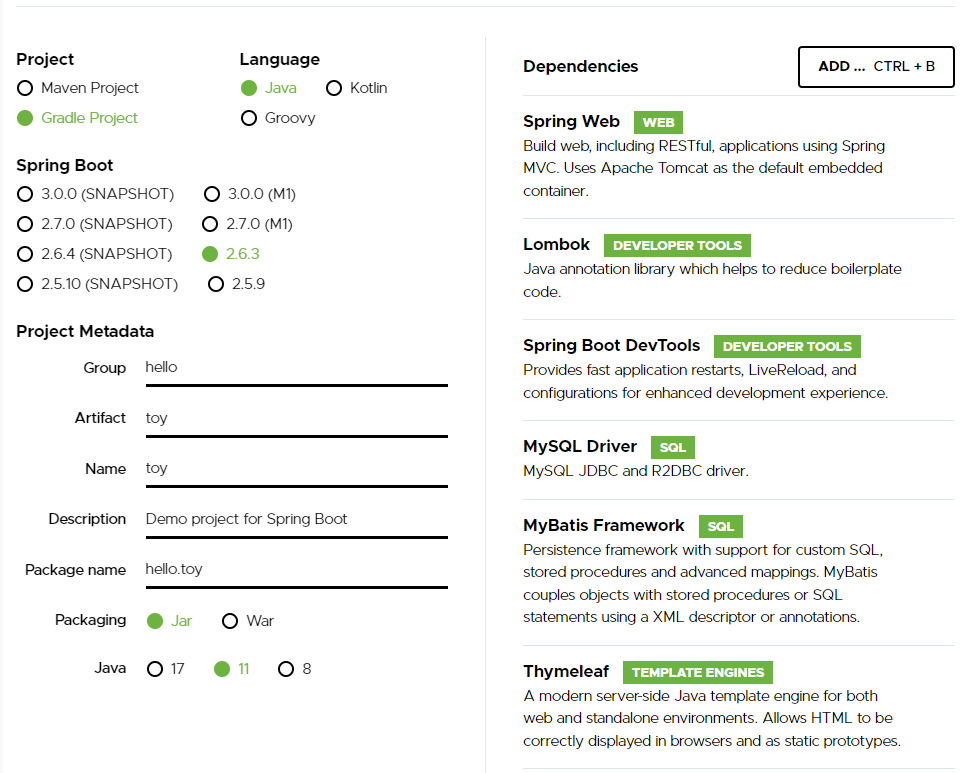 Project
Language
Maven Project
Java
Kotlin
Gradle Project
Groovy
Spring Boot
3.0.0 (SNAPSHOT)
3.0.0 (M1)
2.7.0 (SNAPSHOT)
2.7.0 (M1)
2.6.4 (SNAPSHOT)
2.6.3
2.5.10 (SNAPSHOT)
2.5.9
Project Metadata
Group hello
Artifact toy
Name toy
Description Demo project for Spring Boot
Package name hello.toy
Packaging Jar War
Java 17 11 8
Dependencies
ADD ... CTRL + B
Spring Web WEB
Build web, including RESTful, applications using Spring
MVC. Uses Apache Tomcat as the default embedded
container.
Lombok DEVELOPER TOOLS
Java annotation library which helps to reduce boilerplate
code.
Spring Boot DevTools DEVELOPER TOOLS
Provides fast application restarts, LiveReload, and
configurations for enhanced development experience.
MySQL Driver SQL
MySQL JDBC and R2DBC driver.
MyBatis Framework SQL
Persistence framework with support for custom SQL,
stored procedures and advanced mappings. MyBatis
couples objects with stored procedures or SQL
statements using a XML descriptor or annotations.
Thymeleaf TEMPLATE ENGINES
A modern server-side Java template engine for both
web and standalone environments. Allows HTML to be
correctly displayed in browsers and as static prototypes.